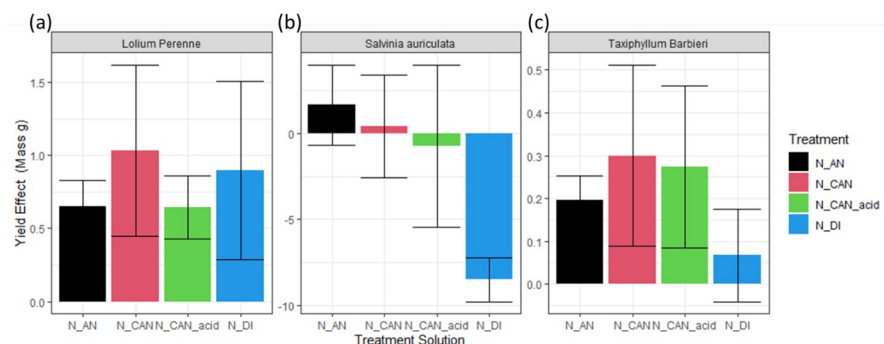 (a) (b) (c)
Lolium Perenne Salvinia auriculata Taxiphyllum Barbieri
Yield Effect (Mass g)
1.5
1.0
0.5
0.0
N_AN N_CAN N_CAN_acid N_DI
0
-5
-10
N_AN N_CAN N_CAN_acid N_DI
0.5
0.4
0.3
0.2
0.1
0.0
N_AN N_CAN N_CAN_acid N_DI
Treatment Solution
Treatment
N_AN
N_CAN
N_CAN_acid
N_DI